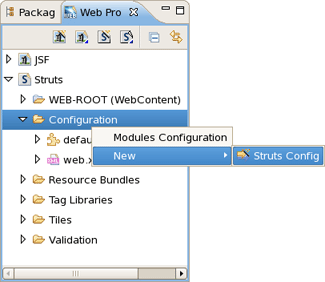 Packag
Web Pro
JSF
Struts
WEB-ROOT (WebContent)
Configuration
defau
web.x
Modules Configuration
New
Struts Config
Resource Bundles
Tag Libraries
Tiles
Validation